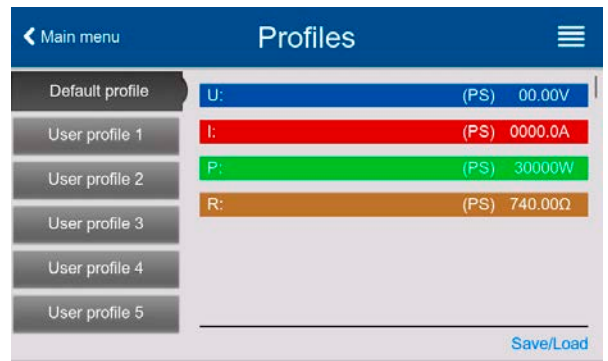 Main menu
Profiles
Default profile
User profile 1
User profile 2
User profile 3
User profile 4
User profile 5
U: (PS) 00.00V
I: (PS) 0000.0A
P: (PS) 30000W
R: (PS) 740.00Ω
Save/Load